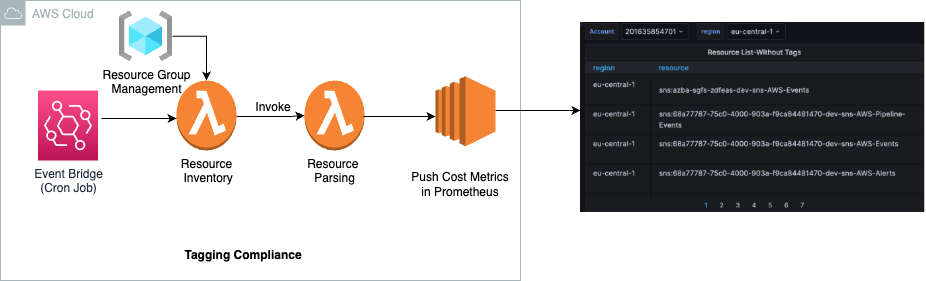 AWS Cloud
Resource Group
Management
Event Bridge
(Cron Job)
Resource
Inventory
Invoke
Resource
Parsing
Push Cost Metrics
in Prometheus
Tagging Compliance
Account 201635854701 region eu-central-1
Resource List-Without Tags
region resource
eu-central-1 sns:azba-sgfs-zdfeas-dev-sns-AWS-Events
eu-central-1 sns:68a77787-75c0-4000-903a-f9ca84481470-dev-sns-AWS-Pipeline-
Events
eu-central-1 sns:68a77787-75c0-4000-903a-f9ca84481470-dev-sns-AWS-Events
eu-central-1 sns:68a77787-75c0-4000-903a-f9ca84481470-dev-sns-AWS-Alerts
1 2 3 4 5 6 7